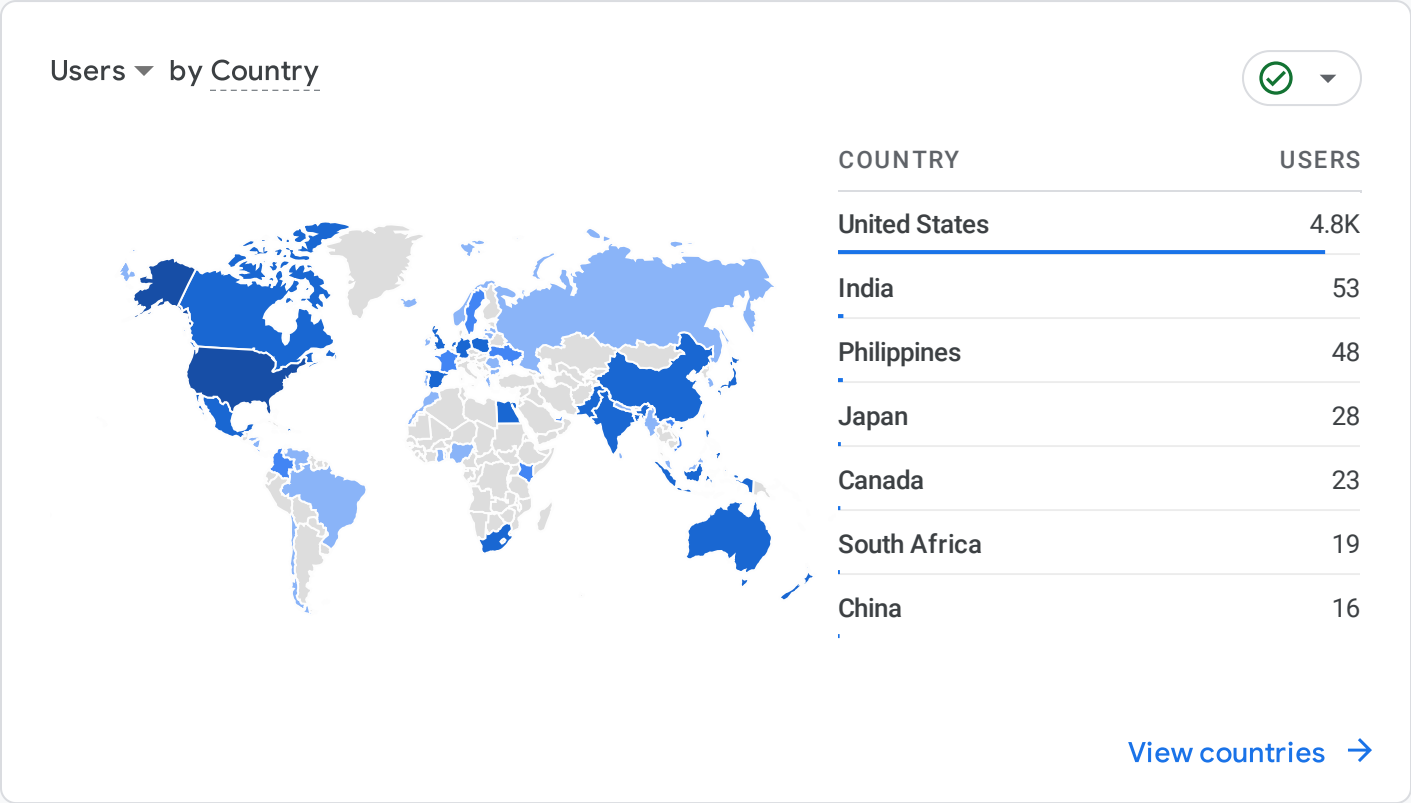 Users by Country
COUNTRY USERS
United States 4.8K
India 53
Philippines 48
Japan 28
Canada 23
South Africa 19
China 16
View countries